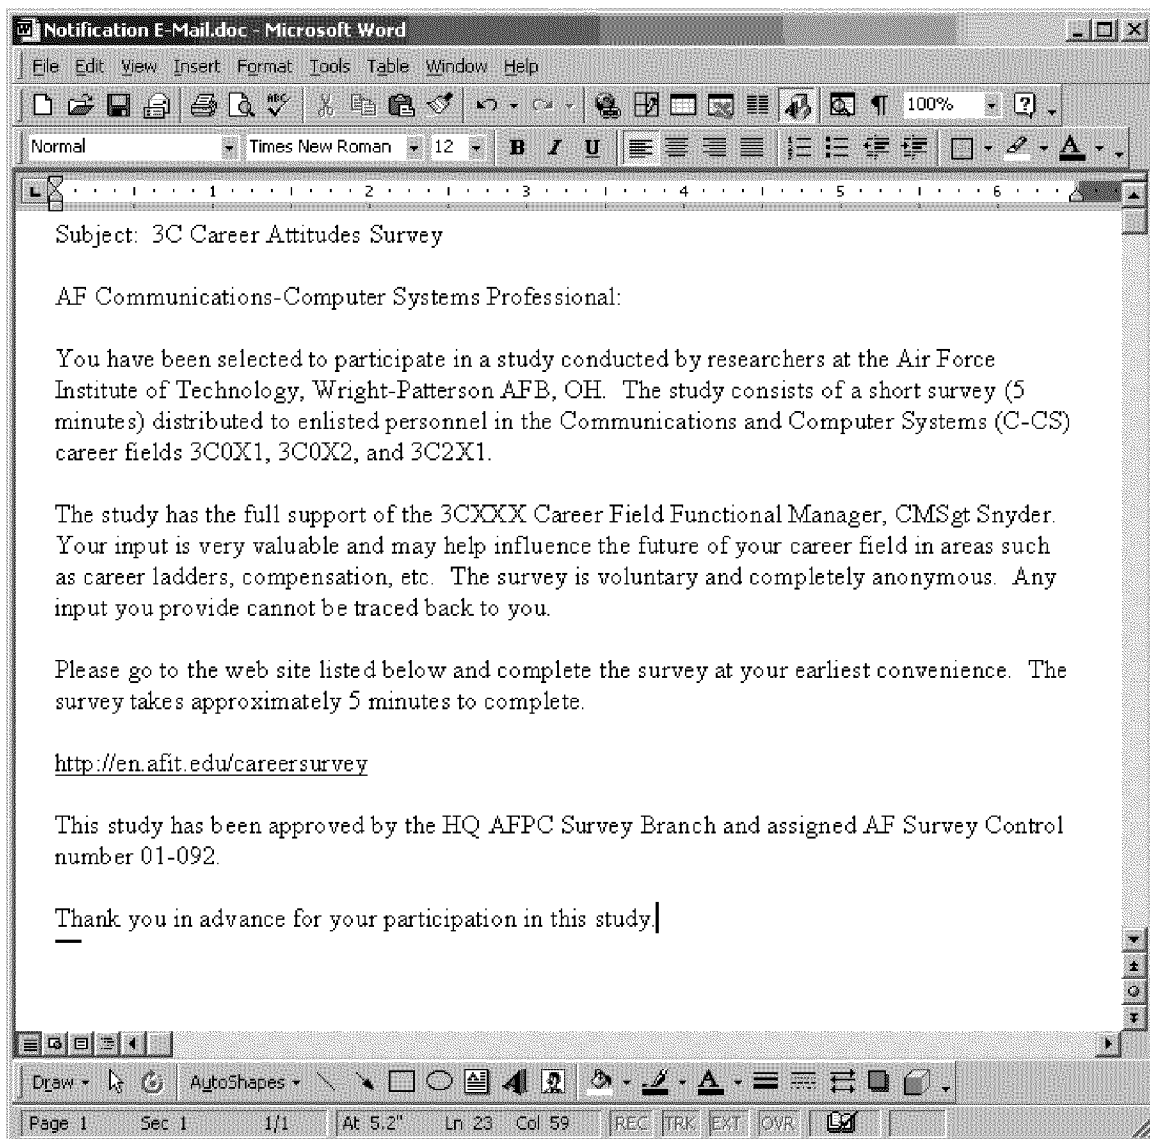 Notification E-Mail.doc - Microsoft Word
File Edit View Insert Format Tools Table Window Help
ABC 100%
Normal Times New Roman 12 B I U A
1 2 3 4 5 6
Subject:  3C Career Attitudes Survey
AF Communications-Computer Systems Professional:
You have been selected to participate in a study conducted by researchers at the Air Force
Institute of Technology, Wright-Patterson AFB, OH.  The study consists of a short survey (5
minutes) distributed to enlisted personnel in the Communications and Computer Systems (C-CS)
career fields 3C0X1, 3C0X2, and 3C2X1.
The study has the full support of the 3CXXX Career Field Functional Manager, CMSgt Snyder.
Your input is very valuable and may help influence the future of your career field in areas such
as career ladders, compensation, etc.  The survey is voluntary and completely anonymous.  Any
input you provide cannot be traced back to you.
Please go to the web site listed below and complete the survey at your earliest convenience.  The
survey takes approximately 5 minutes to complete.
http://en.afit.edu/careersurvey
This study has been approved by the HQ AFPC Survey Branch and assigned AF Survey Control
number 01-092.
Thank you in advance for your participation in this study.
Draw AutoShapes A
Page 1 Sec 1 1/1 At 5.2" Ln 23 Col 59 REC TRK EXT OVR